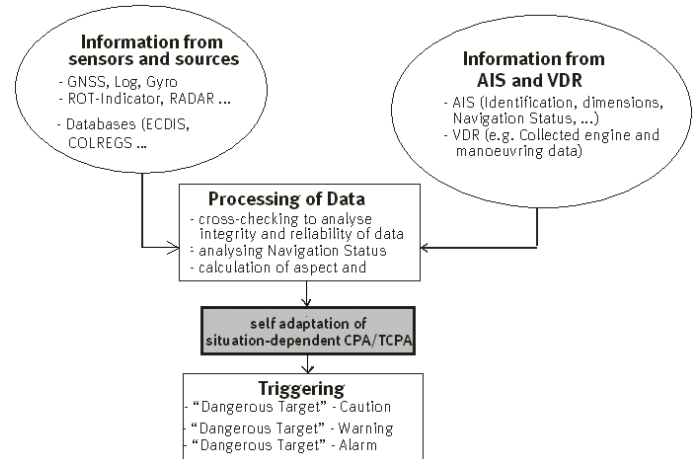 Information from
sensors and sources
- GNSS, Log, Gyro
- ROT-Indicator, RADAR ...
- Databases (ECDIS,
COLREGS ...
Information from
AIS and VDR
- AIS (Identification, dimensions,
Navigation Status, ...)
- VDR (e.g. Collected engine and
manoeuvring data)
Processing of Data
- cross-checking to analyse
integrity and reliability of data
- analysing Navigation Status
- calculation of aspect and
self adaptation of
situation-dependent CPA/TCPA
Triggering
- “Dangerous Target” - Caution
- “Dangerous Target” - Warning
- “Dangerous Target” - Alarm